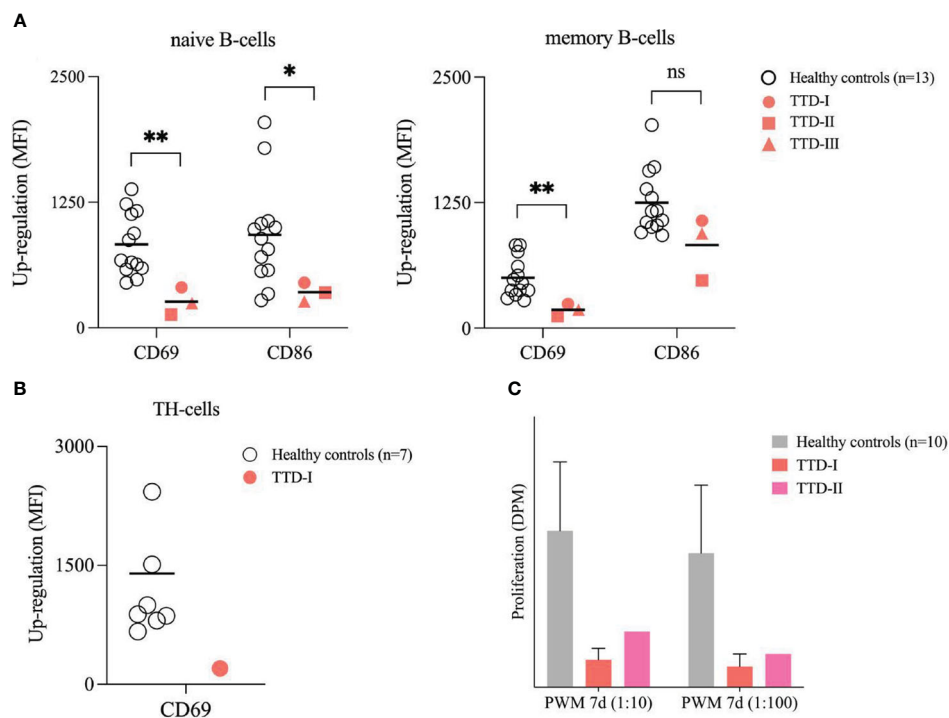 A
naive B-cells
2500
1250
0
Up-regulation (MFI)
**
*
CD69
CD86
memory B-cells
2500
1250
0
Up-regulation (MFI)
**
ns
CD69
CD86
Healthy controls (n=13)
TTD-I
TTD-II
TTD-III
B
TH-cells
3000
1500
0
Up-regulation (MFI)
CD69
Healthy controls (n=7)
TTD-I
C
Proliferation (DPM)
PWM 7d (1:10)
PWM 7d (1:100)
Healthy controls (n=10)
TTD-I
TTD-II